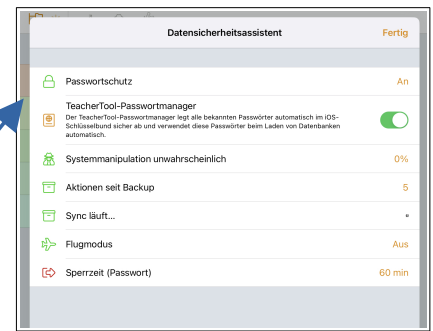 Datensicherheitsassistent
Fertig
Passwortschutz
An
TeacherTool-Passwortmanager
Der TeacherTool-Passwortmanager legt alle bekannten Passwörter automatisch im iOS-
Schlüsselbund sicher ab und verwendet diese Passwörter beim Laden von Datenbanken
automatisch.
Systemmanipulation unwahrscheinlich
0%
Aktionen seit Backup
5
Sync läuft...
Flugmodus
Aus
Sperrzeit (Passwort)
60 min